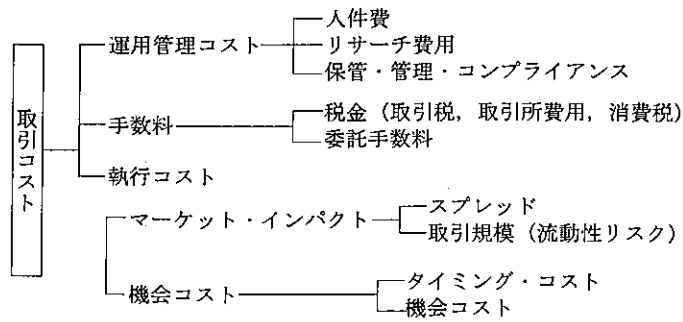 取引コスト
運用管理コスト
人件費
リサーチ費用
保管・管理・コンプライアンス
手数料
税金（取引税，取引所費用，消費税）
委託手数料
執行コスト
マーケット・インパクト
スプレッド
取引規模（流動性リスク）
機会コスト
タイミング・コスト
機会コスト